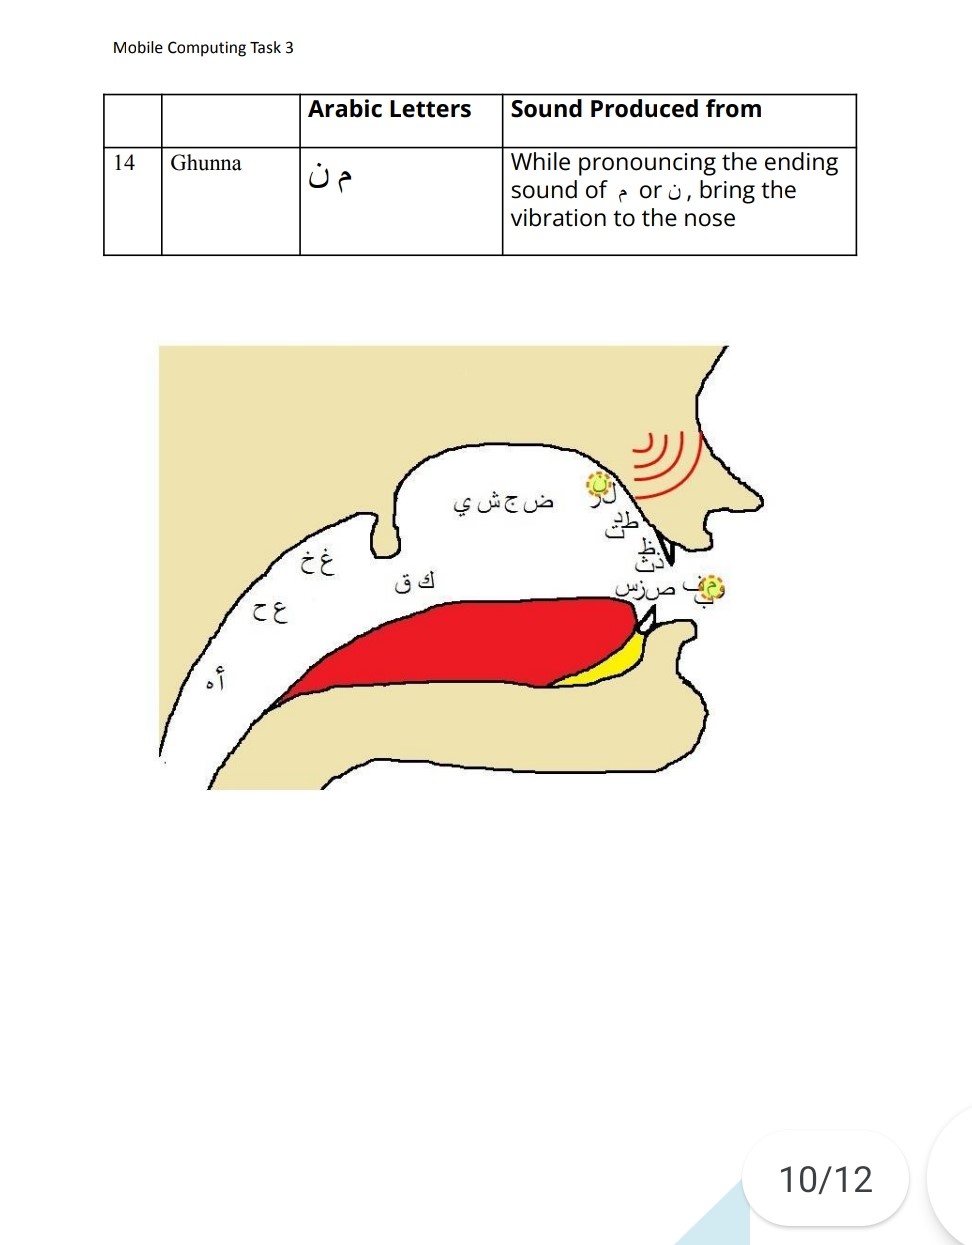 Mobile Computing Task 3
Arabic Letters
Sound Produced from
14
Ghunna
م ن
While pronouncing the ending
sound of م or ن, bring the
vibration to the nose
ن
ض ج ش ي
ل ر
ط د
ت
غ خ
ظ
ذ ث
ك ق
ص ز س
ف م و
ب
ع ح
أ ه
10/12